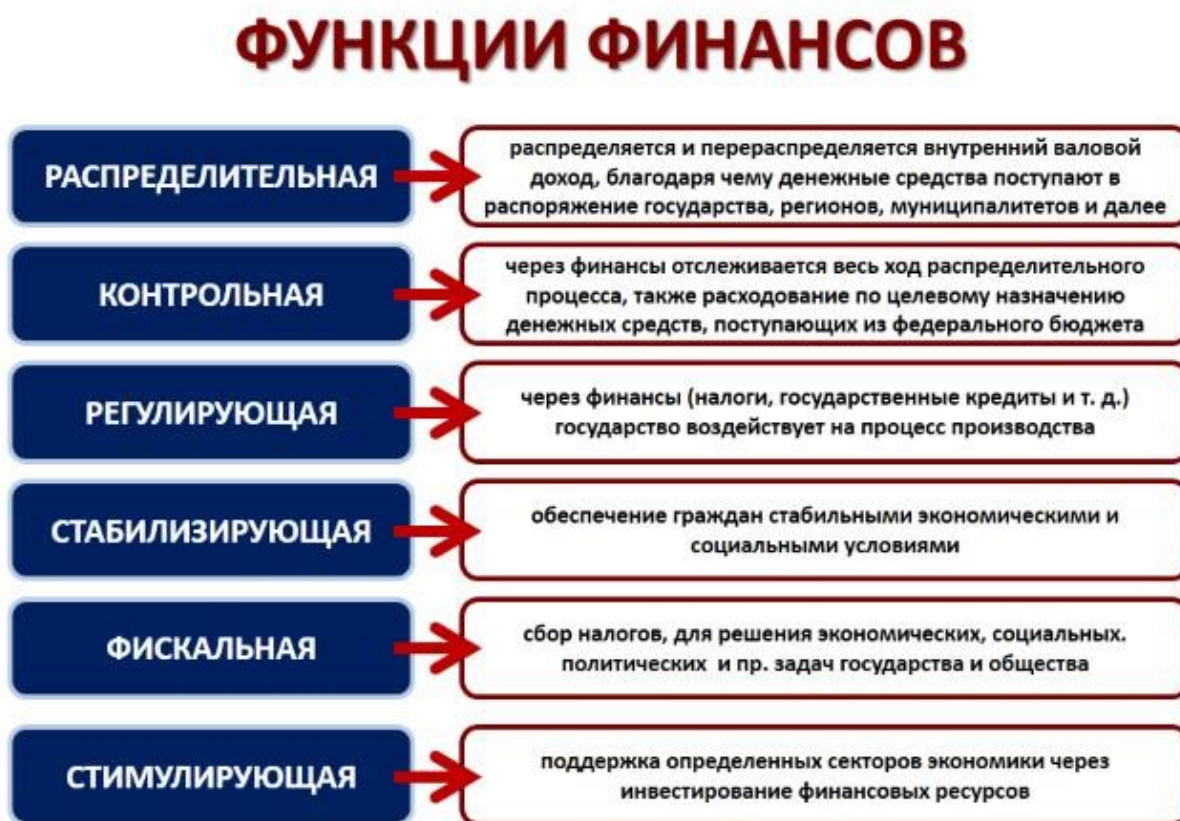 ФУНКЦИИ ФИНАНСОВ
РАСПРЕДЕЛИТЕЛЬНАЯ
распределяется и перераспределяется внутренний валовой
доход, благодаря чему денежные средства поступают в
распоряжение государства, регионов, муниципалитетов и далее
КОНТРОЛЬНАЯ
через финансы отслеживается весь ход распределительного
процесса, также расходование по целевому назначению
денежных средств, поступающих из федерального бюджета
РЕГУЛИРУЮЩАЯ
через финансы (налоги, государственные кредиты и т. д.)
государство воздействует на процесс производства
СТАБИЛИЗИРУЮЩАЯ
обеспечение граждан стабильными экономическими и
социальными условиями
ФИСКАЛЬНАЯ
сбор налогов, для решения экономических, социальных.
политических и пр. задач государства и общества
СТИМУЛИРУЮЩАЯ
поддержка определенных секторов экономики через
инвестирование финансовых ресурсов